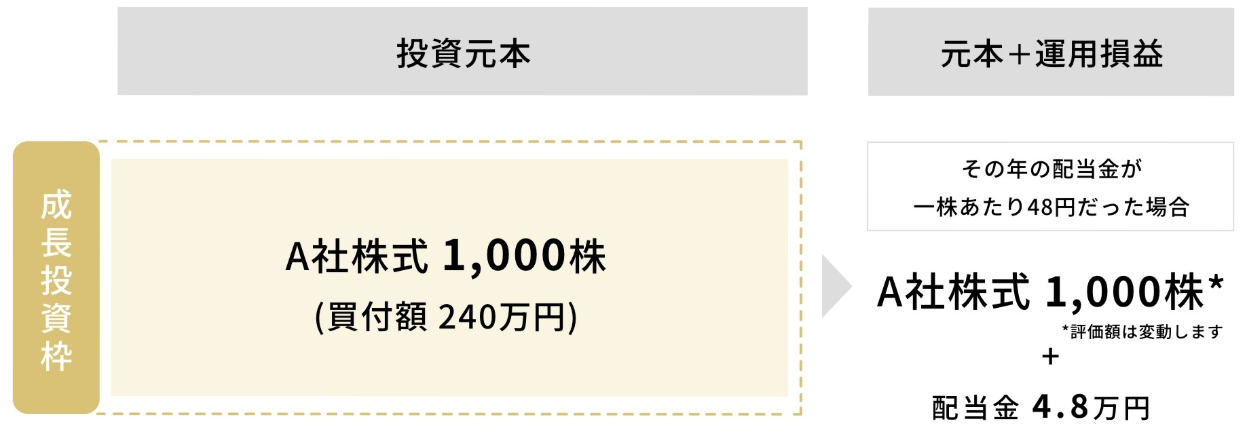 投資元本
元本＋運用損益
成長投資枠
A社株式 1,000株
(買付額 240万円)
その年の配当金が
一株あたり48円だった場合
A社株式 1,000株*
*評価額は変動します
+
配当金 4.8万円